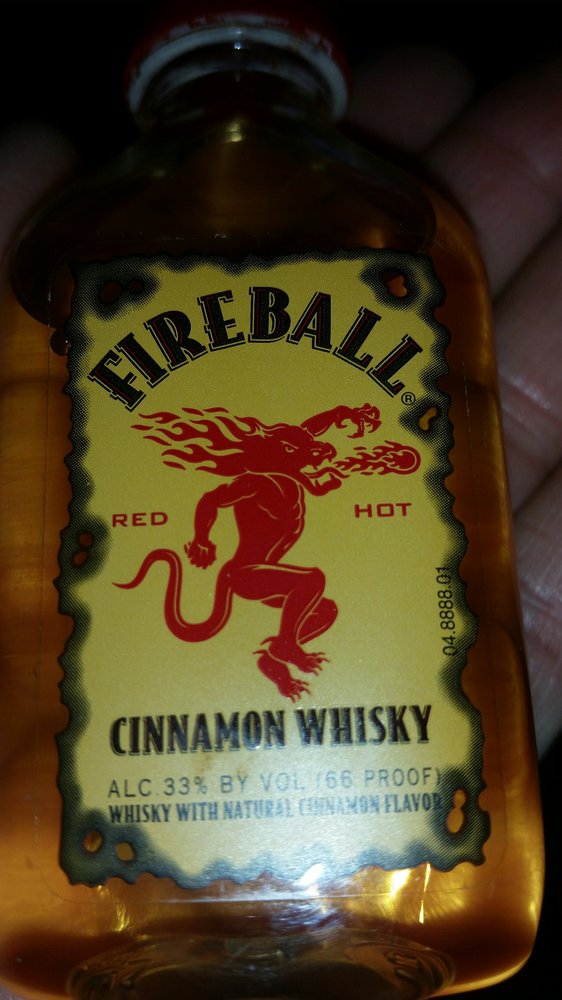 FIREBALL®
RED HOT
04.8888.01
CINNAMON WHISKY
ALC.33% BY VOL (66 PROOF)
WHISKY WITH NATURAL CINNAMON FLAVOR